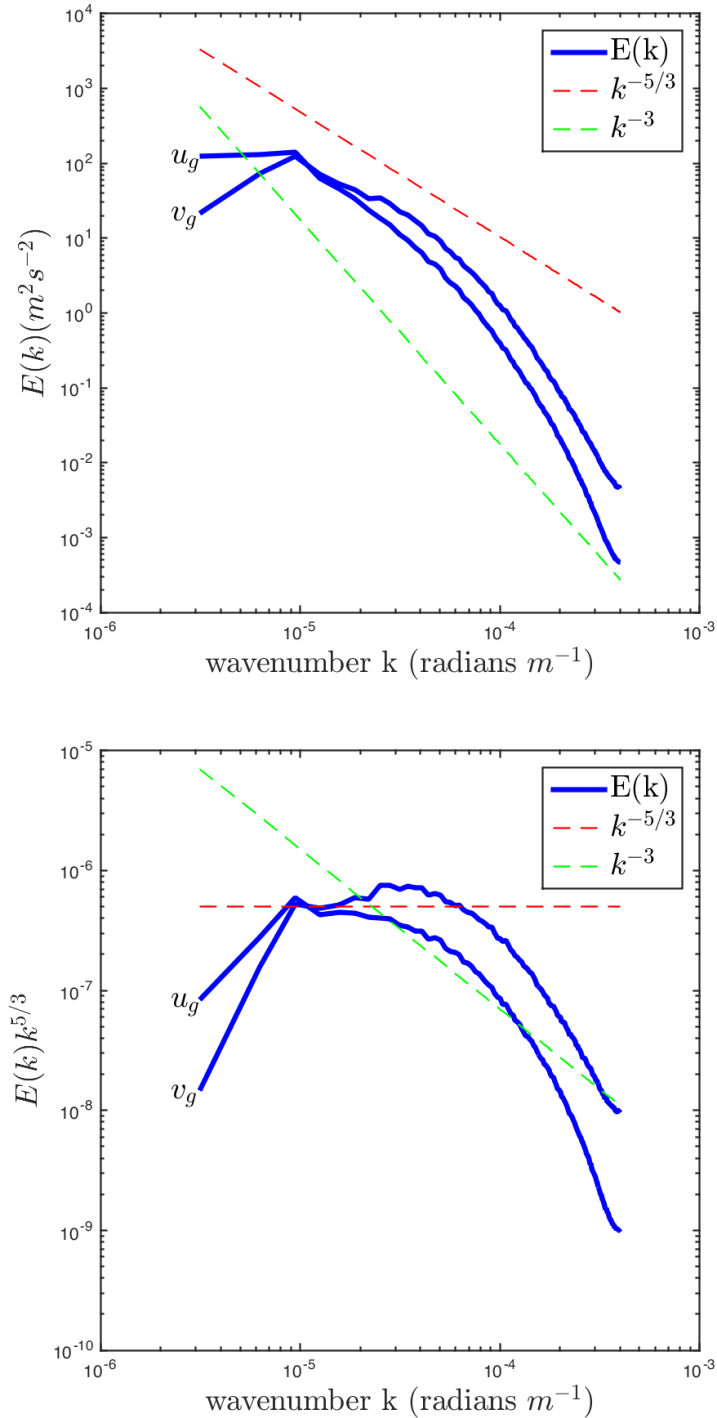 10^4
10^3
10^2
10^1
10^0
10^-1
10^-2
10^-3
10^-4
E(k)(m^2s^−2)
u_g
v_g
E(k)
k^−5/3
k^−3
10^-6
10^-5
10^-4
10^-3
wavenumber k (radians m^−1)
10^-5
10^-6
10^-7
10^-8
10^-9
10^-10
E(k)k^5/3
u_g
v_g
E(k)
k^−5/3
k^−3
10^-6
10^-5
10^-4
10^-3
wavenumber k (radians m^−1)